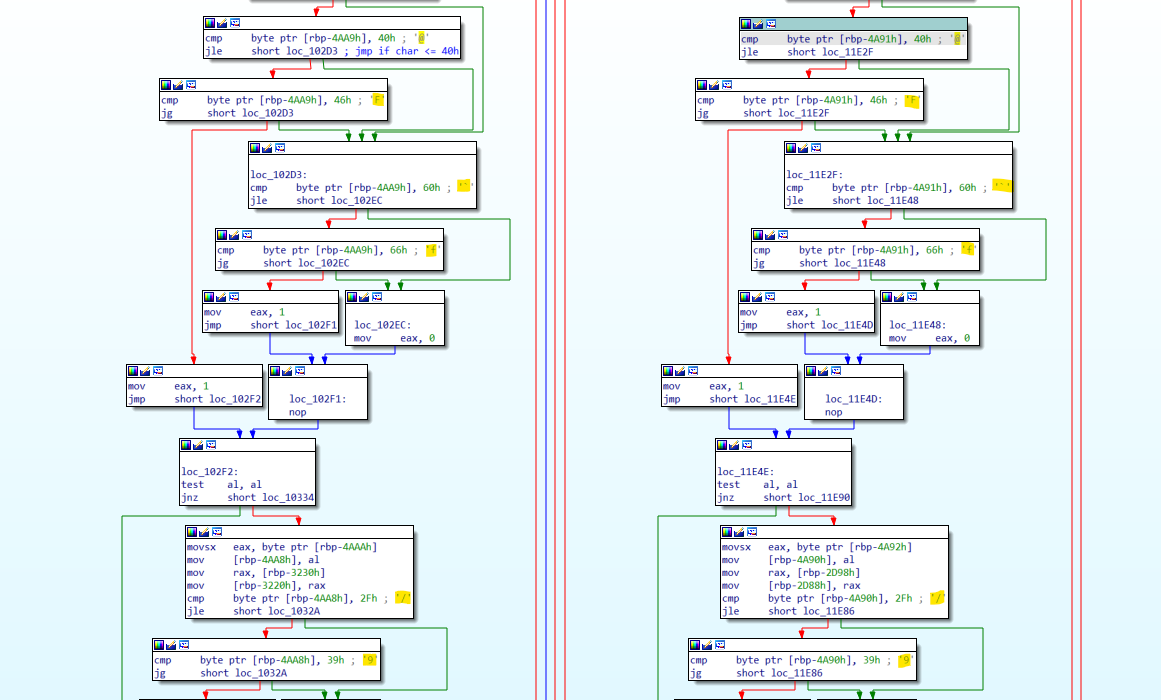 cmp     byte ptr [rbp-4AA9h], 40h ; '@'
jle     short loc_102D3 ; jmp if char <= 40h
cmp     byte ptr [rbp-4AA9h], 46h ; 'F'
jg      short loc_102D3
loc_102D3:
cmp     byte ptr [rbp-4AA9h], 60h ; '`'
jle     short loc_102EC
cmp     byte ptr [rbp-4AA9h], 66h ; 'f'
jg      short loc_102EC
mov     eax, 1
jmp     short loc_102F1
loc_102EC:
mov     eax, 0
mov     eax, 1
jmp     short loc_102F2
loc_102F1:
nop
loc_102F2:
test    al, al
jnz     short loc_10334
movsx   eax, byte ptr [rbp-4AAAh]
mov     [rbp-4AA8h], al
mov     rax, [rbp-3230h]
mov     [rbp-3220h], rax
cmp     byte ptr [rbp-4AA8h], 2Fh ; '/'
jle     short loc_1032A
cmp     byte ptr [rbp-4AA8h], 39h ; '9'
jg      short loc_1032A
cmp     byte ptr [rbp-4A91h], 40h ; '@'
jle     short loc_11E2F
cmp     byte ptr [rbp-4A91h], 46h ; 'F'
jg      short loc_11E2F
loc_11E2F:
cmp     byte ptr [rbp-4A91h], 60h ; '`'
jle     short loc_11E48
cmp     byte ptr [rbp-4A91h], 66h ; 'f'
jg      short loc_11E48
mov     eax, 1
jmp     short loc_11E4D
loc_11E48:
mov     eax, 0
mov     eax, 1
jmp     short loc_11E4E
loc_11E4D:
nop
loc_11E4E:
test    al, al
jnz     short loc_11E90
movsx   eax, byte ptr [rbp-4A92h]
mov     [rbp-4A90h], al
mov     rax, [rbp-2D98h]
mov     [rbp-2D88h], rax
cmp     byte ptr [rbp-4A90h], 2Fh ; '/'
jle     short loc_11E86
cmp     byte ptr [rbp-4A90h], 39h ; '9'
jg      short loc_11E86